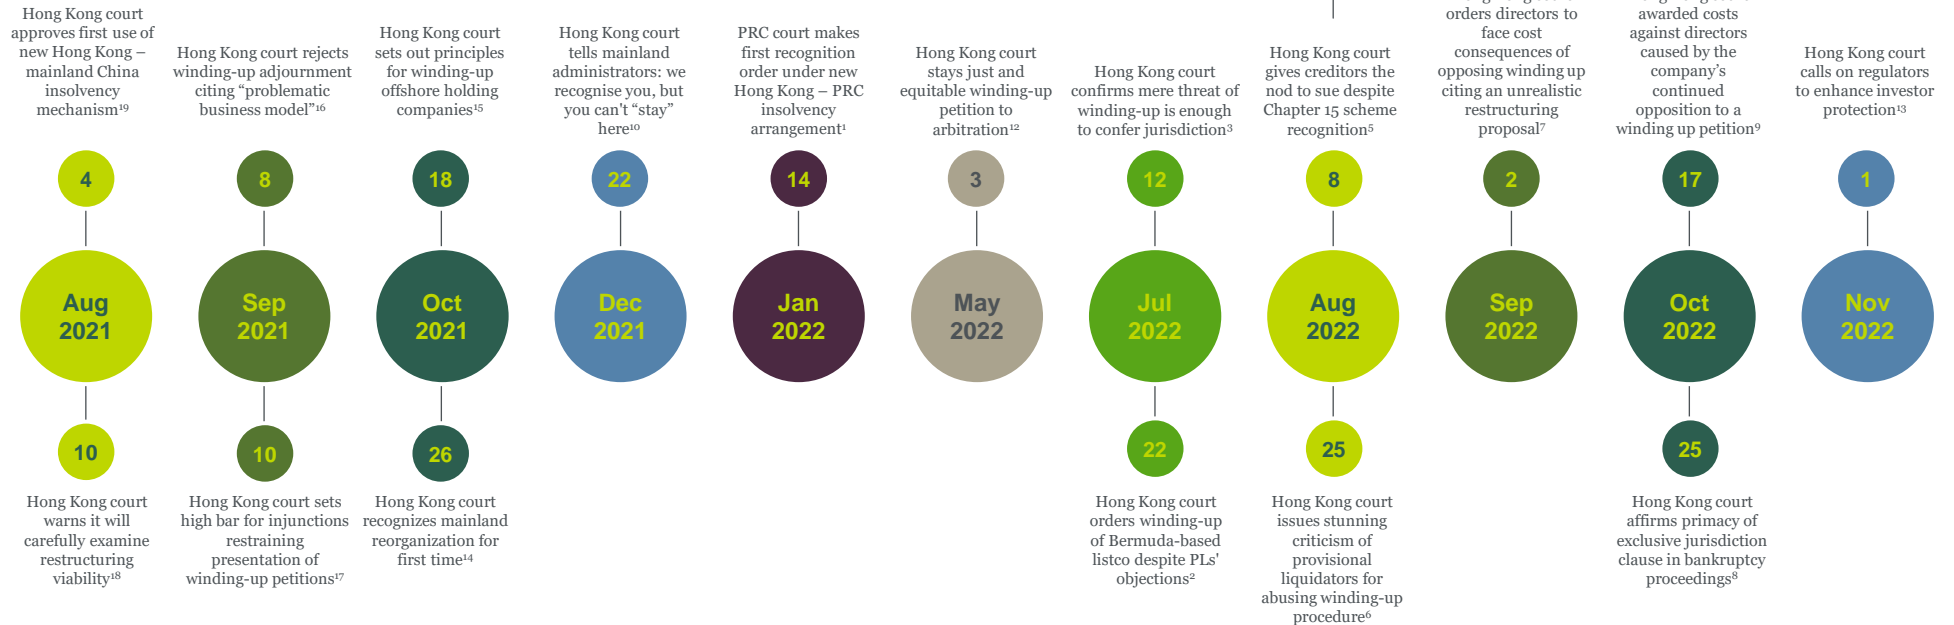 Hong Kong court
approves first use of
new Hong Kong –
mainland China
insolvency
mechanism¹⁹
4
Aug
2021
10
Hong Kong court
warns it will
carefully examine
restructuring
viability¹⁸
Hong Kong court rejects
winding-up adjournment
citing “problematic
business model”¹⁶
8
Sep
2021
10
Hong Kong court sets
high bar for injunctions
restraining
presentation of
winding-up petitions¹⁷
Hong Kong court
sets out principles
for winding-up
offshore holding
companies¹⁵
18
Oct
2021
26
Hong Kong court
recognizes mainland
reorganization for
first time¹⁴
Hong Kong court
tells mainland
administrators: we
recognise you, but
you can't “stay”
here¹⁰
22
Dec
2021
PRC court makes
first recognition
order under new
Hong Kong – PRC
insolvency
arrangement¹
14
Jan
2022
Hong Kong court
stays just and
equitable winding-up
petition to
arbitration¹²
3
May
2022
Hong Kong court
confirms mere threat of
winding-up is enough
to confer jurisdiction³
12
Jul
2022
22
Hong Kong court
orders winding-up
of Bermuda-based
listco despite PLs'
objections²
Hong Kong court
gives creditors the
nod to sue despite
Chapter 15 scheme
recognition⁵
8
Aug
2022
25
Hong Kong court
issues stunning
criticism of
provisional
liquidators for
abusing winding-up
procedure⁶
orders directors to
face cost
consequences of
opposing winding up
citing an unrealistic
restructuring
proposal⁷
2
Sep
2022
awarded costs
against directors
caused by the
company’s
continued
opposition to a
winding up petition⁹
17
Oct
2022
25
Hong Kong court
affirms primacy of
exclusive jurisdiction
clause in bankruptcy
proceedings⁸
Hong Kong court
calls on regulators
to enhance investor
protection¹³
1
Nov
2022